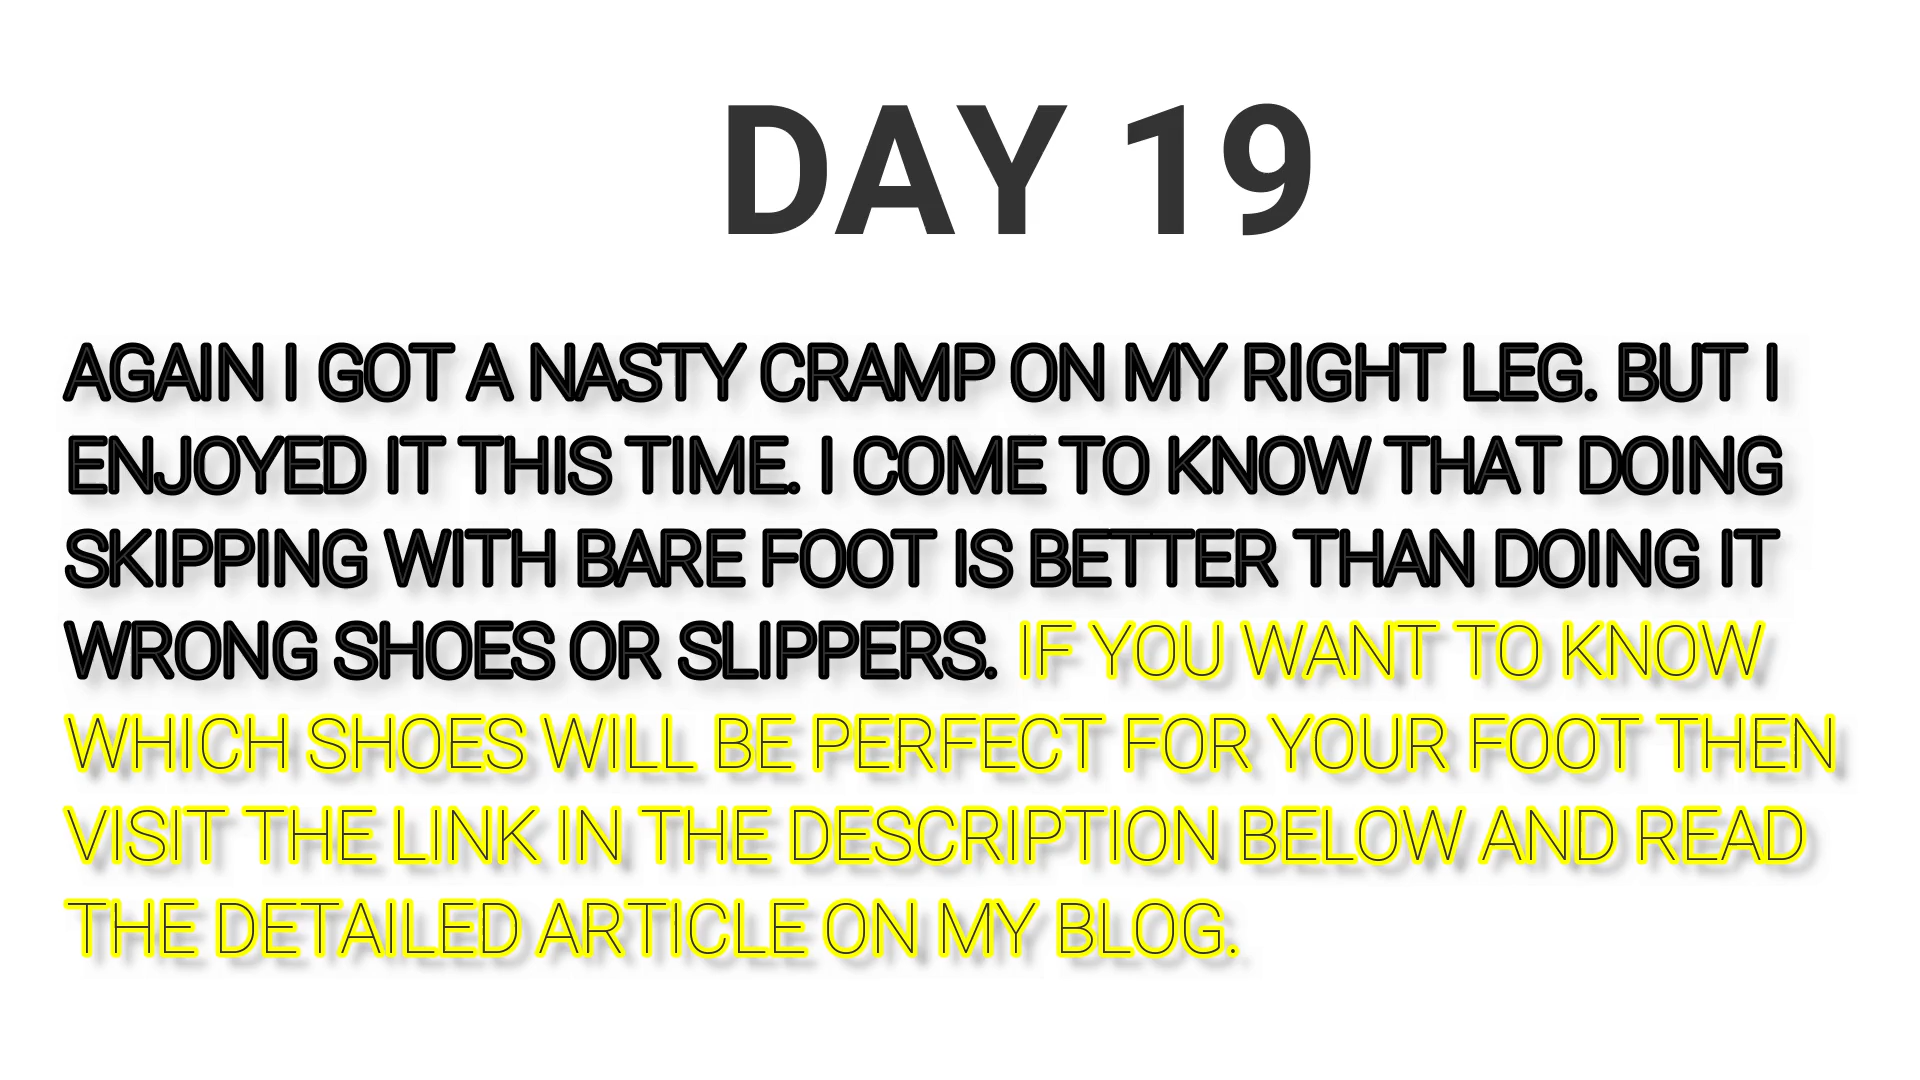 DAY 19
AGAIN I GOT A NASTY CRAMP ON MY RIGHT LEG. BUT I
ENJOYED IT THIS TIME. I COME TO KNOW THAT DOING
SKIPPING WITH BARE FOOT IS BETTER THAN DOING IT
WRONG SHOES OR SLIPPERS. IF YOU WANT TO KNOW
WHICH SHOES WILL BE PERFECT FOR YOUR FOOT THEN
VISIT THE LINK IN THE DESCRIPTION BELOW AND READ
THE DETAILED ARTICLE ON MY BLOG.